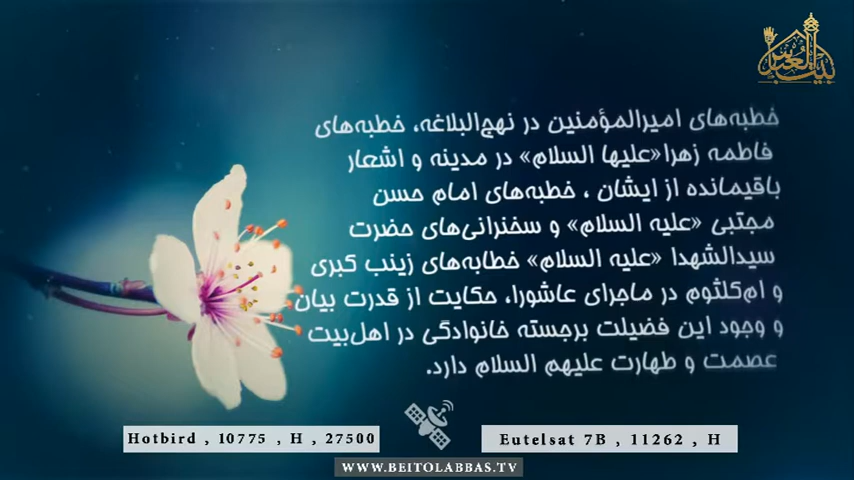 بیت العباس
خطبه‌های امیرالمؤمنین در نهج‌البلاغه، خطبه‌های
فاطمه زهرا«علیها السلام» در مدینه و اشعار
باقیمانده از ایشان ، خطبه‌های امام حسن
مجتبی «علیه السلام» و سخنرانی‌های حضرت
سیدالشهدا «علیه السلام» خطابه‌های زینب کبری
و ام‌کلثوم در ماجرای عاشورا، حکایت از قدرت بیان
و وجود این فضیلت برجسته خانوادگی در اهل‌بیت
عصمت و طهارت علیهم السلام دارد.
Hotbird , 10775 , H , 27500
Eutelsat 7B , 11262 , H
WWW.BEITOLABBAS.TV